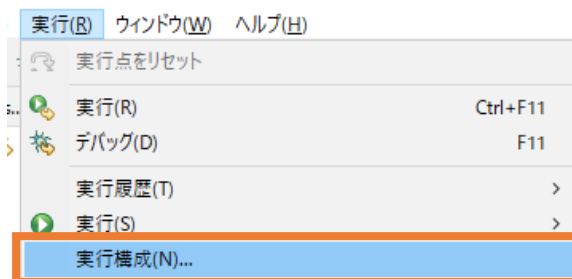 実行(R) ウィンドウ(W) ヘルプ(H)
実行点をリセット
実行(R) Ctrl+F11
デバッグ(D) F11
実行履歴(T) >
実行(S) >
実行構成(N)...